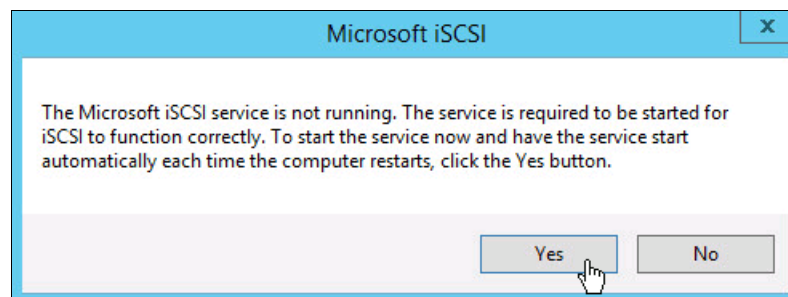 Microsoft iSCSI
x
The Microsoft iSCSI service is not running. The service is required to be started for
iSCSI to function correctly. To start the service now and have the service start
automatically each time the computer restarts, click the Yes button.
Yes No